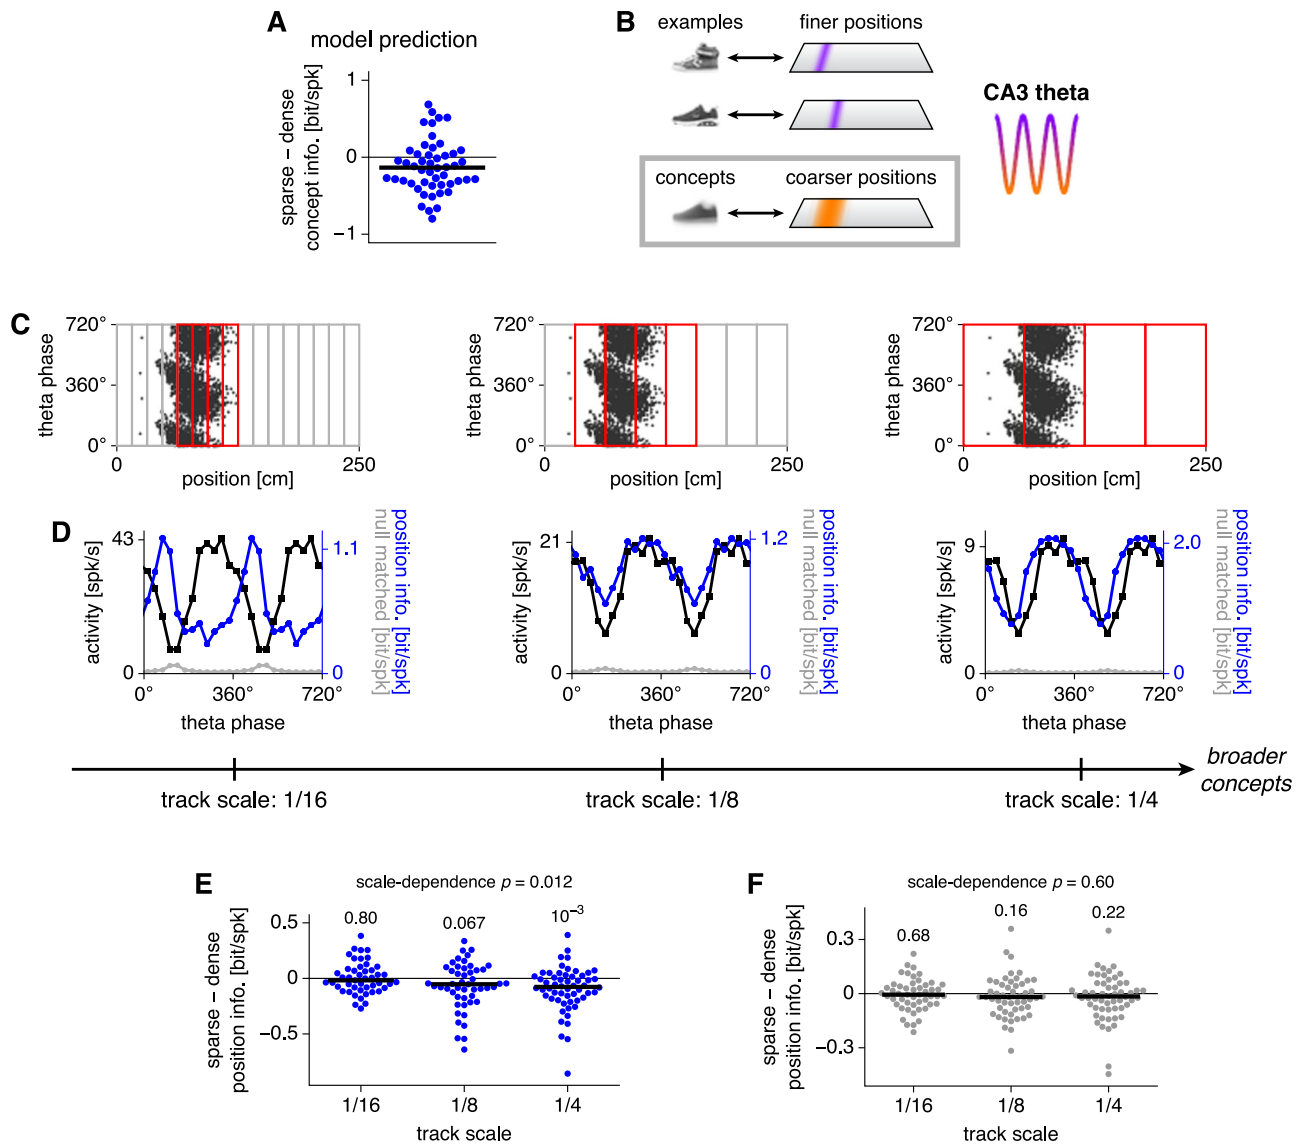 A
model prediction
sparse – dense
concept info. [bit/spk]
1
0
−1
B
examples
finer positions
concepts
coarser positions
CA3 theta
C
theta phase
720°
360°
0°
0
250
position [cm]
theta phase
720°
360°
0°
0
250
position [cm]
theta phase
720°
360°
0°
0
250
position [cm]
D
activity [spk/s]
43
0
1.1
0
position info. [bit/spk]
null matched [bit/spk]
0°
360°
720°
theta phase
activity [spk/s]
21
0
1.2
0
position info. [bit/spk]
null matched [bit/spk]
0°
360°
720°
theta phase
activity [spk/s]
9
0
2.0
0
position info. [bit/spk]
null matched [bit/spk]
0°
360°
720°
theta phase
broader
concepts
track scale: 1/16
track scale: 1/8
track scale: 1/4
E
scale-dependence p = 0.012
sparse – dense
position info. [bit/spk]
0.5
0
−0.5
0.80
0.067
10⁻³
1/16
1/8
1/4
track scale
F
scale-dependence p = 0.60
sparse – dense
position info. [bit/spk]
0.3
0
−0.3
0.68
0.16
0.22
1/16
1/8
1/4
track scale